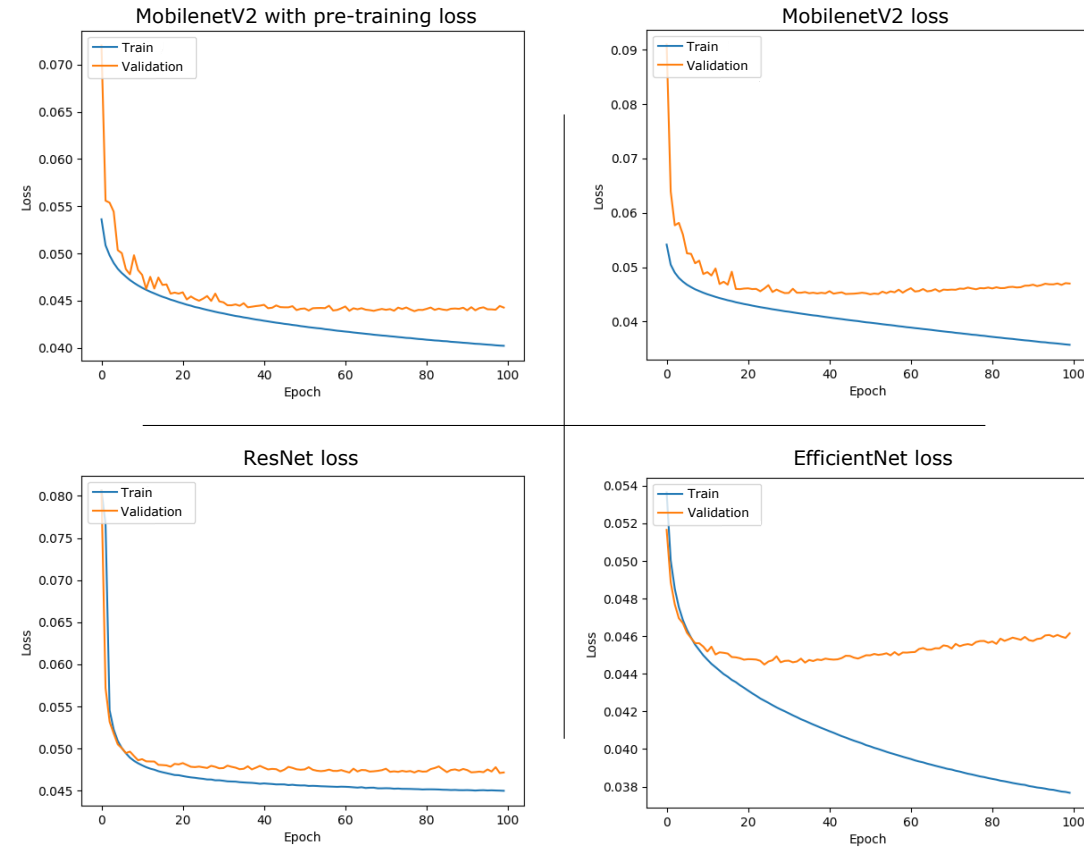 MobilenetV2 with pre-training loss
Train
Validation
0.070
0.065
0.060
0.055
0.050
0.045
0.040
Loss
0 20 40 60 80 100
Epoch
MobilenetV2 loss
Train
Validation
0.09
0.08
0.07
0.06
0.05
0.04
Loss
0 20 40 60 80 100
Epoch
ResNet loss
Train
Validation
0.080
0.075
0.070
0.065
0.060
0.055
0.050
0.045
Loss
0 20 40 60 80 100
Epoch
EfficientNet loss
Train
Validation
0.054
0.052
0.050
0.048
0.046
0.044
0.042
0.040
0.038
Loss
0 20 40 60 80 100
Epoch